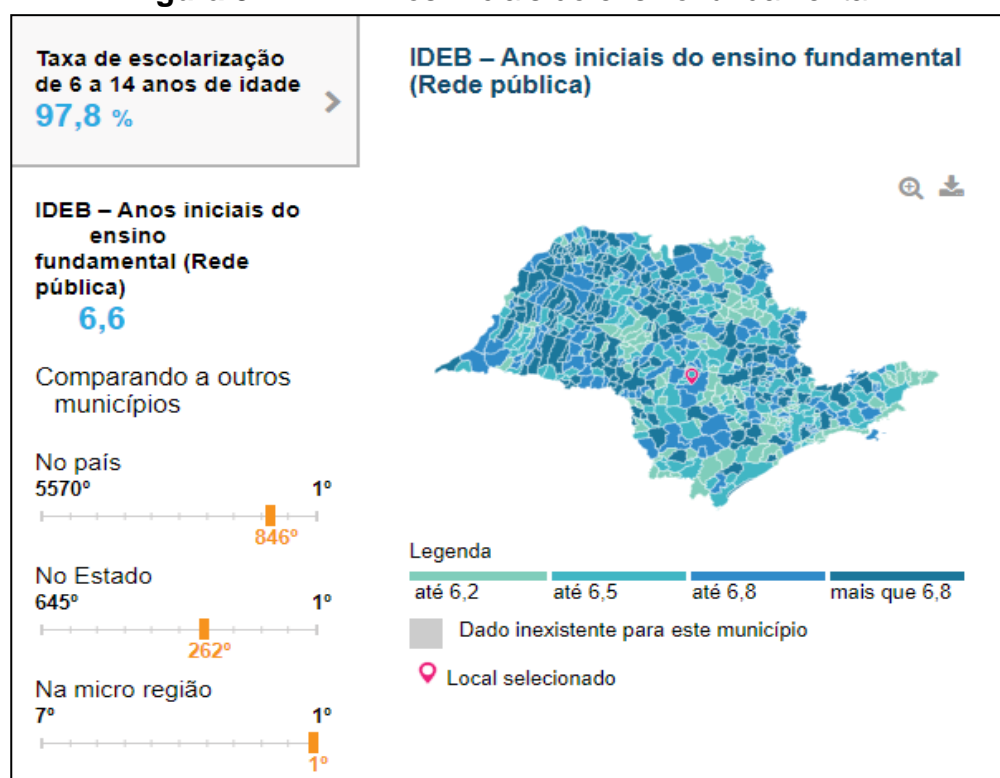 Taxa de escolarização
de 6 a 14 anos de idade
97,8 %
IDEB – Anos iniciais do
ensino
fundamental (Rede
pública)
6,6
Comparando a outros
municípios
No país
5570º 1º
846º
No Estado
645º 1º
262º
Na micro região
7º 1º
1º
IDEB – Anos iniciais do ensino fundamental
(Rede pública)
Legenda
até 6,2 até 6,5 até 6,8 mais que 6,8
Dado inexistente para este município
Local selecionado